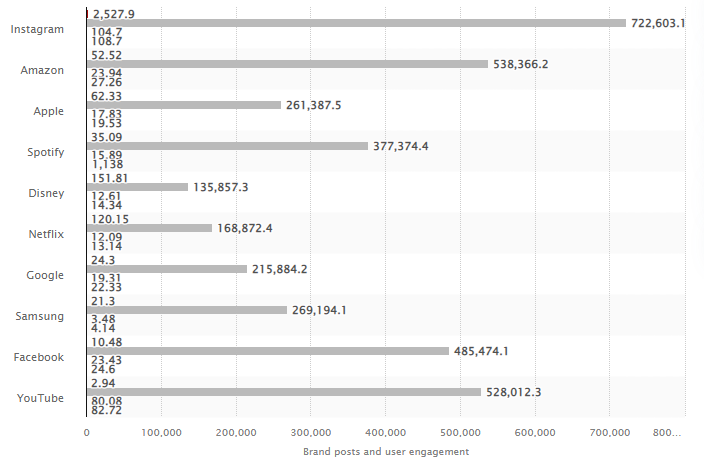 2,527.9
Instagram 722,603.1
104.7
108.7
52.52
Amazon 538,366.2
23.94
27.26
62.33
Apple 261,387.5
17.83
19.53
35.09
Spotify 377,374.4
15.89
1,138
151.81
Disney 135,857.3
12.61
14.34
120.15
Netflix 168,872.4
12.09
13.14
24.3
Google 215,884.2
19.31
22.33
21.3
Samsung 269,194.1
3.48
4.14
10.48
Facebook 485,474.1
23.43
24.6
2.94
YouTube 528,012.3
80.08
82.72
0 100,000 200,000 300,000 400,000 500,000 600,000 700,000 800...
Brand posts and user engagement